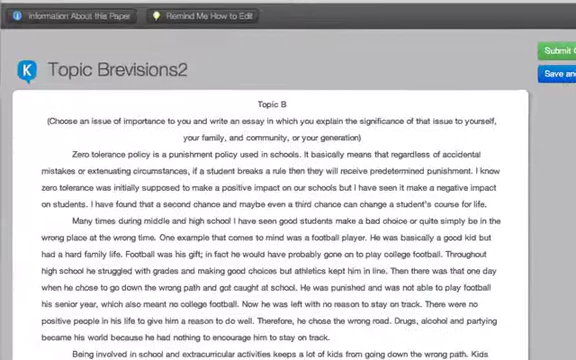 Information About this Paper
Remind Me How to Edit
Submit
K
Topic Brevisions2
Save and
Topic B
(Choose an issue of importance to you and write an essay in which you explain the significance of that issue to yourself,
your family, and community, or your generation)
Zero tolerance policy is a punishment policy used in schools. It basically means that regardless of accidental
mistakes or extenuating circumstances, if a student breaks a rule then they will receive predetermined punishment. I know
zero tolerance was initially supposed to make a positive impact on our schools but I have seen it make a negative impact
on students. I have found that a second chance and maybe even a third chance can change a student's course for life.
Many times during middle and high school I have seen good students make a bad choice or quite simply be in the
wrong place at the wrong time. One example that comes to mind was a football player. He was basically a good kid but
had a hard family life. Football was his gift; in fact he would have probably gon on to play college football. Throughout
high school he struggled with grades and making good choices but athletics kept him in line. Then there was that one day
when he chose to go down the wrong path and got caught at school. He was punished and was not able to play football
his senior year, which also meant no college football. Now he was left with no reason to stay on track. There were no
positive people in his life to give him a reason to do well. Therefore, he chose the wrong road. Drugs, alcohol and partying
became his world because he had nothing to encourage him to stay on track.
Being involved in school and extracurricular activities keeps a lot of kids from going down the wrong path. Kids